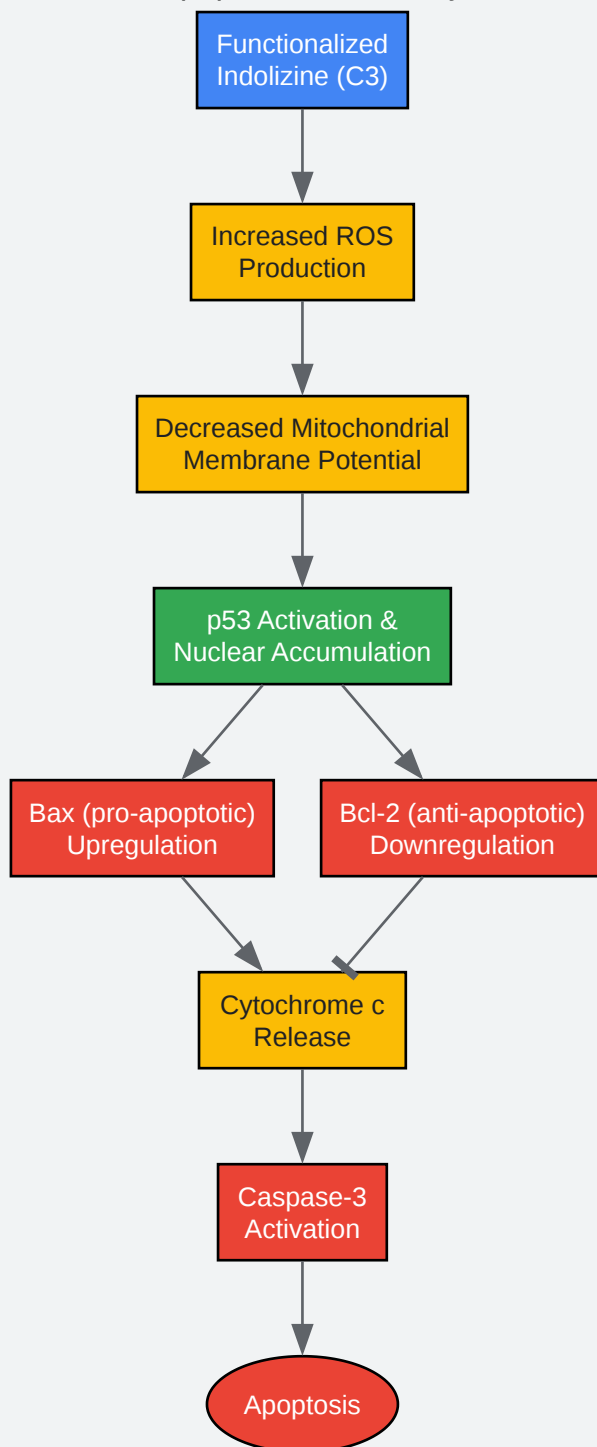 Functionalized
Indolizine (C3)
Increased ROS
Production
Decreased Mitochondrial
Membrane Potential
p53 Activation &
Nuclear Accumulation
Bax (pro-apoptotic)
Upregulation
Bcl-2 (anti-apoptotic)
Downregulation
Cytochrome c
Release
Caspase-3
Activation
Apoptosis